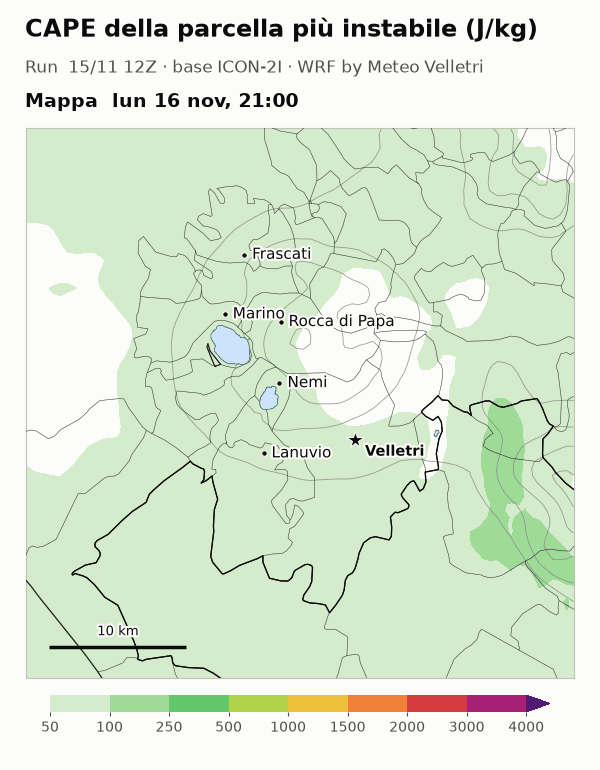 CAPE della parcella più instabile (J/kg)
Run  15/11 12Z · base ICON-2I · WRF by Meteo Velletri
Mappa  lun 16 nov, 21:00
Frascati
Marino
Rocca di Papa
Nemi
Velletri
Lanuvio
10 km
50 100 250 500 1000 1500 2000 3000 4000